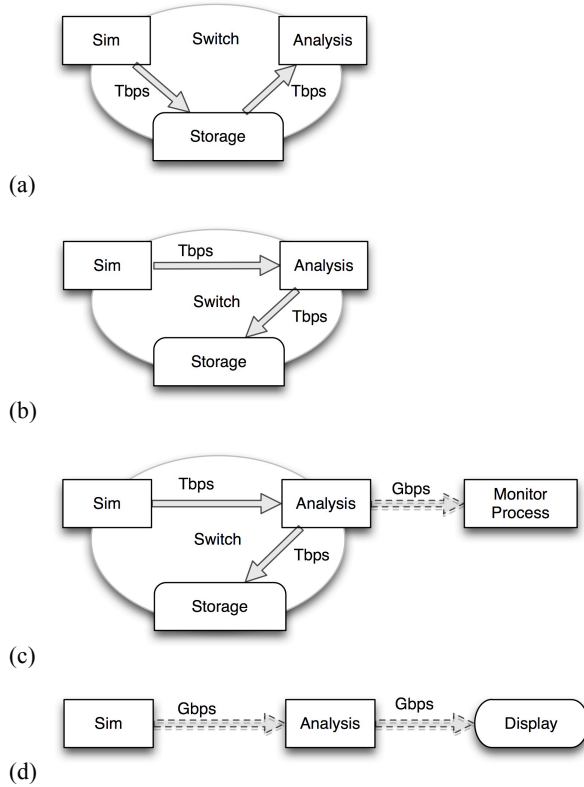 Sim
Switch
Analysis
Tbps
Tbps
Storage
(a)
Tbps
Sim
Analysis
Switch
Tbps
Storage
(b)
Tbps
Gbps
Sim
Analysis
Monitor
Process
Switch
Tbps
Storage
(c)
Gbps
Gbps
Sim
Analysis
Display
(d)